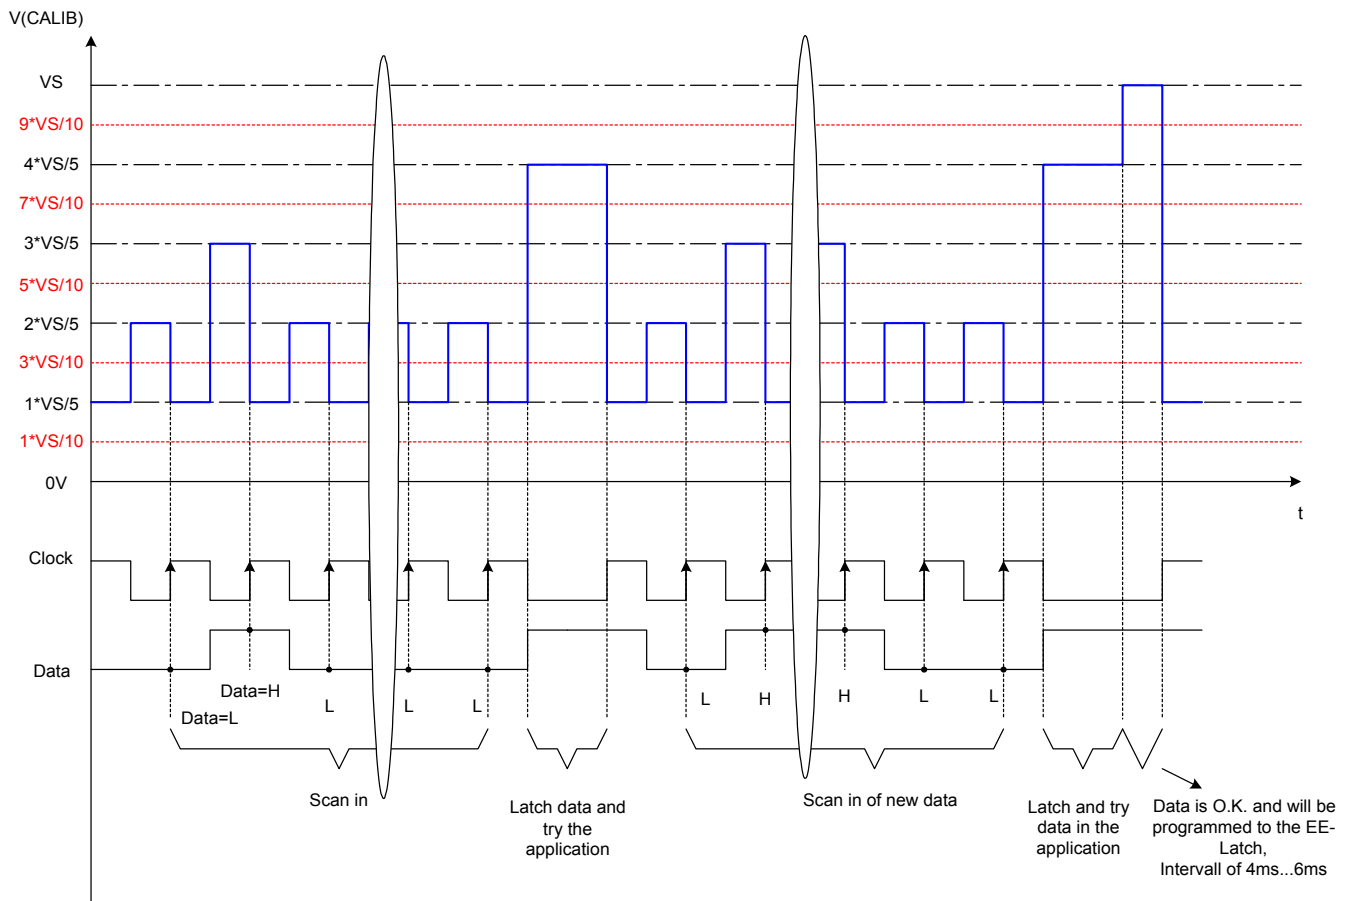 V(CALIB)
VS
9*VS/10
4*VS/5
7*VS/10
3*VS/5
5*VS/10
2*VS/5
3*VS/10
1*VS/5
1*VS/10
0V
t
Clock
Data
Data=L
Data=H
L
L
L
L
H
H
L
L
Scan in
Latch data and
try the
application
Scan in of new data
Latch and try
data in the
application
Data is O.K. and will be
programmed to the EE-
Latch,
Intervall of 4ms...6ms